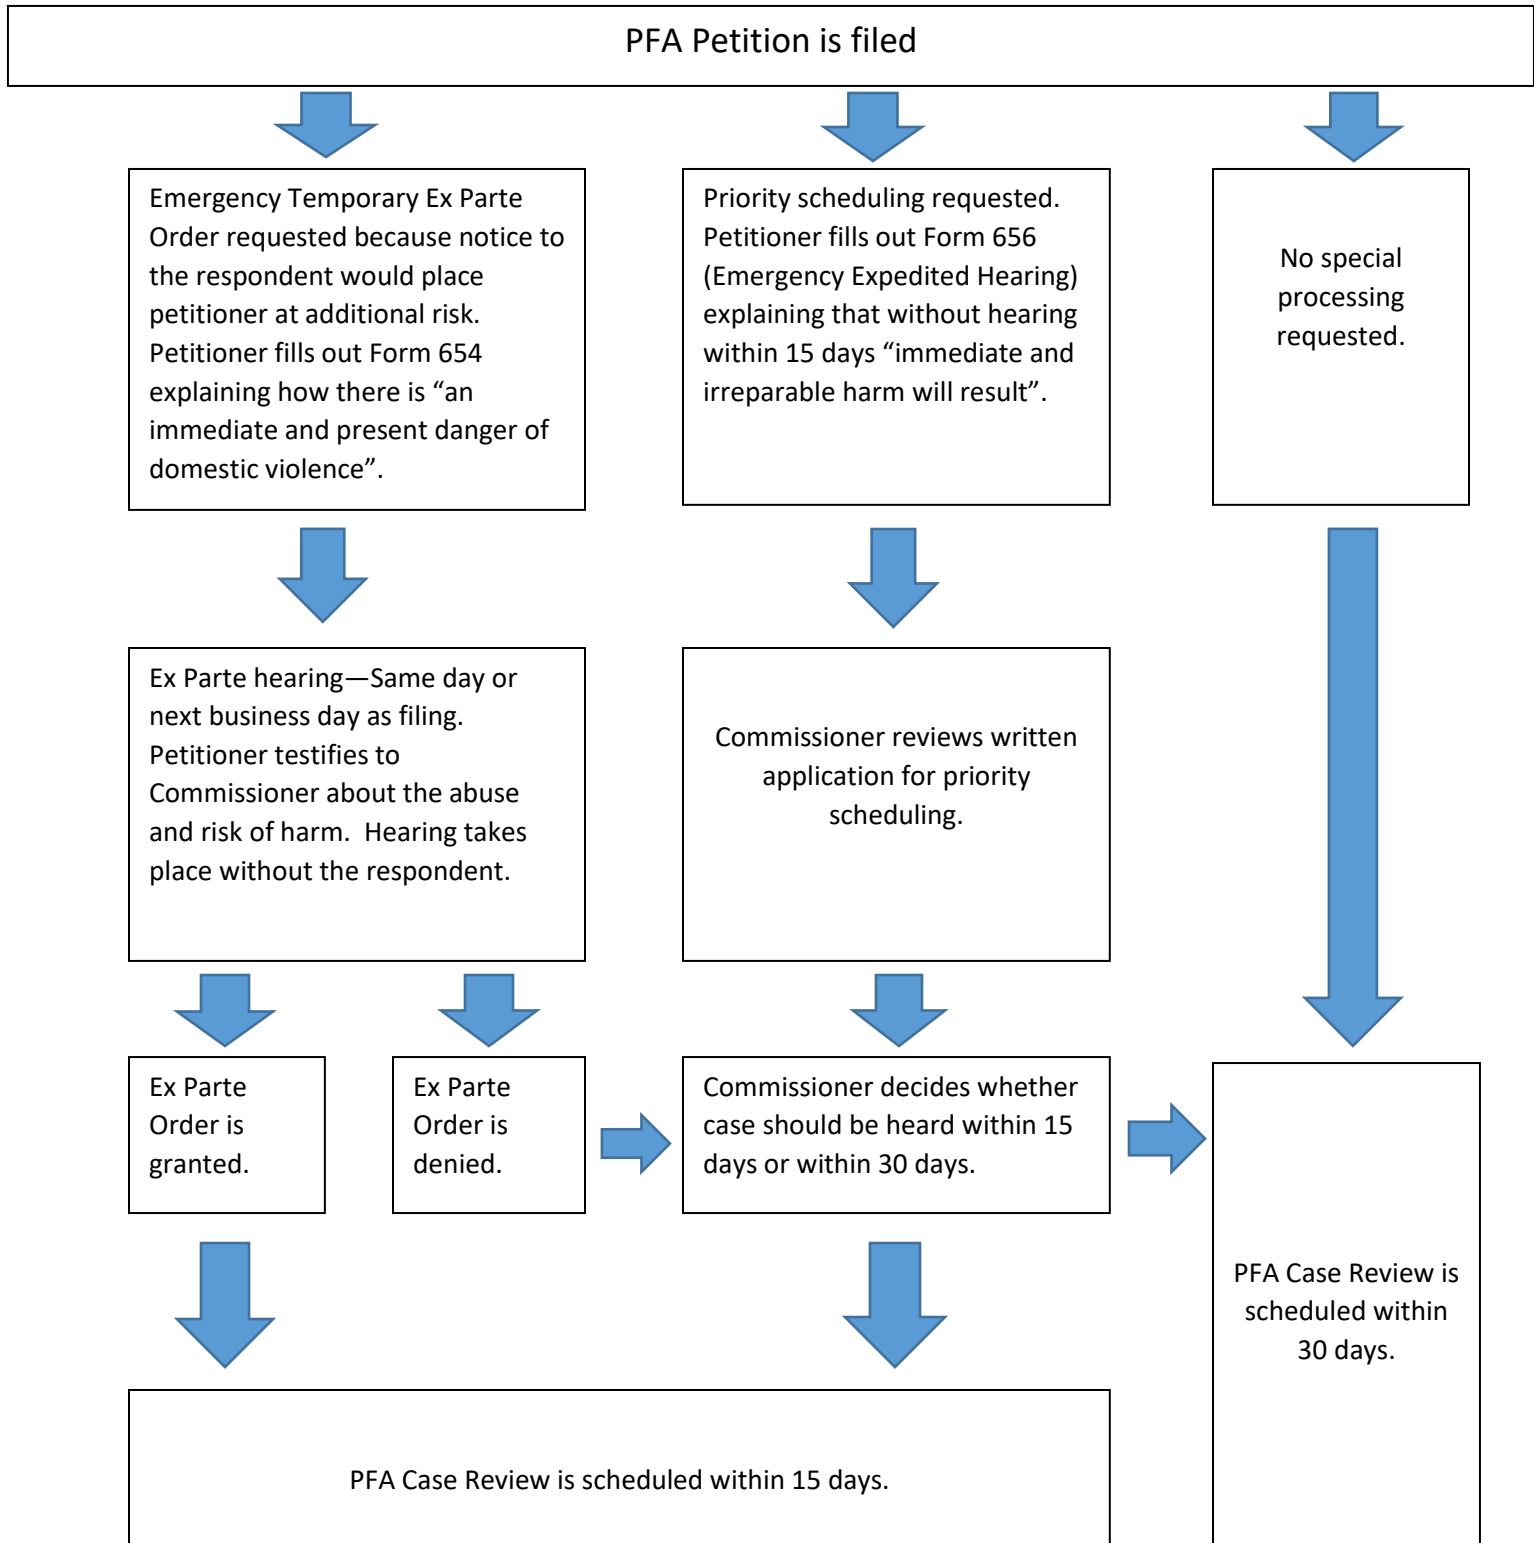 PFA Petition is filed
Emergency Temporary Ex Parte
Order requested because notice to
the respondent would place
petitioner at additional risk.
Petitioner fills out Form 654
explaining how there is “an
immediate and present danger of
domestic violence”.
Priority scheduling requested.
Petitioner fills out Form 656
(Emergency Expedited Hearing)
explaining that without hearing
within 15 days “immediate and
irreparable harm will result”.
No special
processing
requested.
Ex Parte hearing—Same day or
next business day as filing.
Petitioner testifies to
Commissioner about the abuse
and risk of harm.  Hearing takes
place without the respondent.
Commissioner reviews written
application for priority
scheduling.
Ex Parte
Order is
granted.
Ex Parte
Order is
denied.
Commissioner decides whether
case should be heard within 15
days or within 30 days.
PFA Case Review is
scheduled within
30 days.
PFA Case Review is scheduled within 15 days.